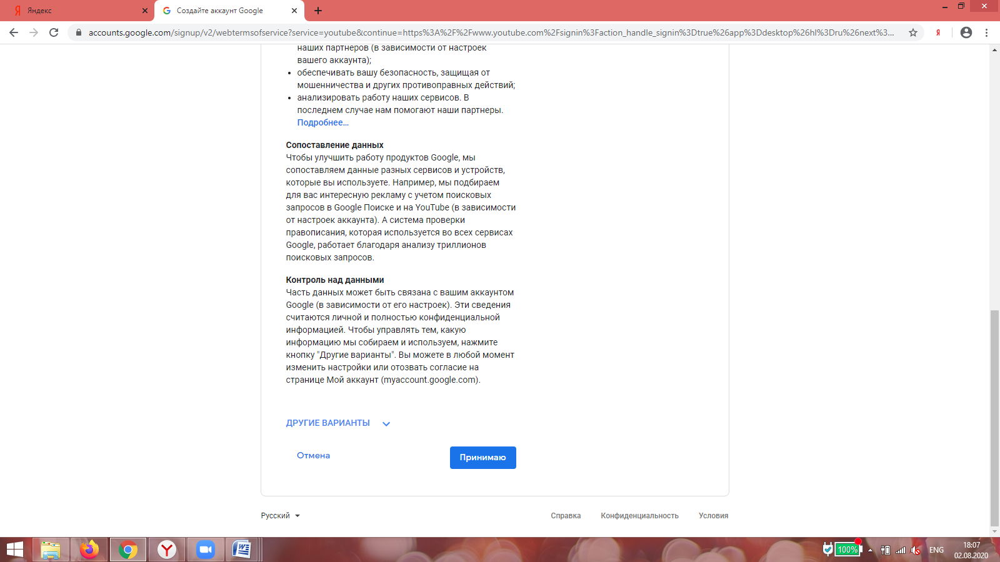 Яндекс
Создайте аккаунт Google
accounts.google.com/signup/v2/webtermsofservice?service=youtube&continue=https%3A%2F%2Fwww.youtube.com%2Fsignin%3Faction_handle_signin%3Dtrue%26app%3Ddesktop%26hl%3Dru%26next%3...
наших партнеров (в зависимости от настроек
вашего аккаунта);
• обеспечивать вашу безопасность, защищая от
мошенничества и других противоправных действий;
• анализировать работу наших сервисов. В
последнем случае нам помогают наши партнеры.
Подробнее...
Сопоставление данных
Чтобы улучшить работу продуктов Google, мы
сопоставляем данные разных сервисов и устройств,
которые вы используете. Например, мы подбираем
для вас интересную рекламу с учетом поисковых
запросов в Google Поиске и на YouTube (в зависимости
от настроек аккаунта). А система проверки
правописания, которая используется во всех сервисах
Google, работает благодаря анализу триллионов
поисковых запросов.
Контроль над данными
Часть данных может быть связана с вашим аккаунтом
Google (в зависимости от его настроек). Эти сведения
считаются личной и полностью конфиденциальной
информацией. Чтобы управлять тем, какую
информацию мы собираем и используем, нажмите
кнопку "Другие варианты". Вы можете в любой момент
изменить настройки или отозвать согласие на
странице Мой аккаунт (myaccount.google.com).
ДРУГИЕ ВАРИАНТЫ
Отмена
Принимаю
Русский
Справка
Конфиденциальность
Условия
100%
ENG
18:07
02.08.2020